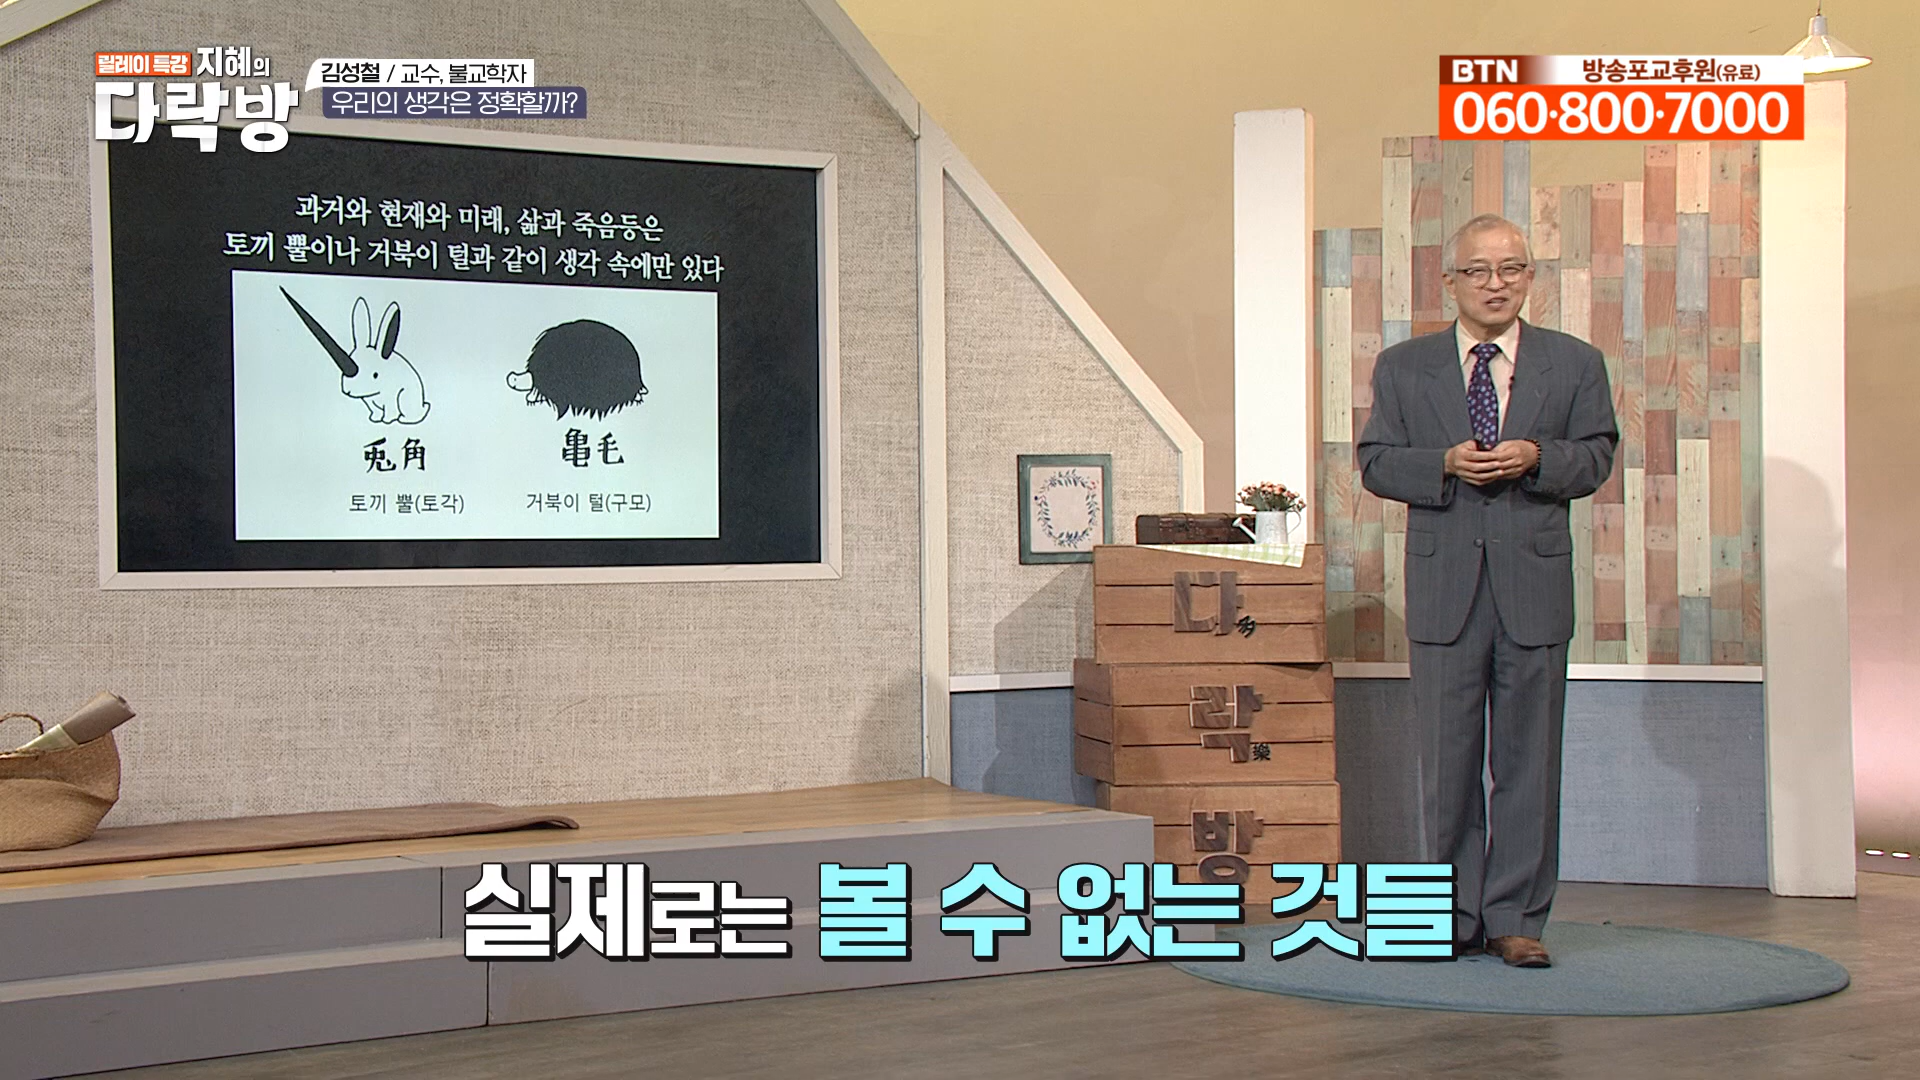 릴레이 특강 지혜의
다락방
김성철 / 교수, 불교학자
우리의 생각은 정확할까?
BTN 방송포교후원(유료)
060·800·7000
과거와 현재와 미래, 삶과 죽음등은
토끼 뿔이나 거북이 털과 같이 생각 속에만 있다
兎角
龜毛
토끼 뿔(토각)
거북이 털(구모)
다多
락樂
방
실제로는 볼 수 없는 것들